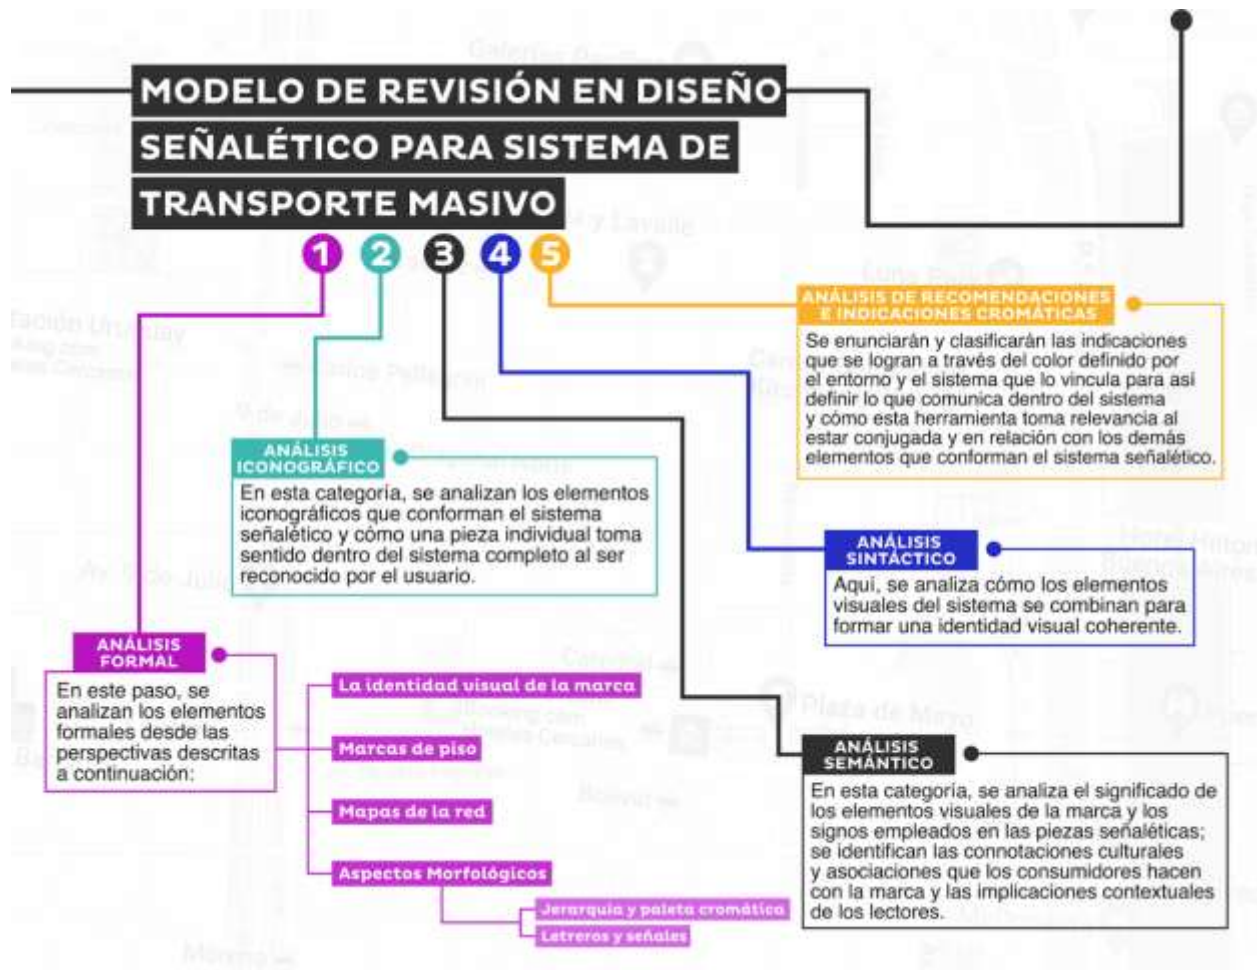 MODELO DE REVISIÓN EN DISEÑO
SEÑALÉTICO PARA SISTEMA DE
TRANSPORTE MASIVO
1 2 3 4 5
ANÁLISIS
FORMAL
En este paso, se
analizan los elementos
formales desde las
perspectivas descritas
a continuación:
La identidad visual de la marca
Marcas de piso
Mapas de la red
Aspectos Morfológicos
Jerarquía y paleta cromática
Letreros y señales
ANÁLISIS
ICONOGRÁFICO
En esta categoría, se analizan los elementos
iconográficos que conforman el sistema
señalético y cómo una pieza individual toma
sentido dentro del sistema completo al ser
reconocido por el usuario.
ANÁLISIS
SEMÁNTICO
En esta categoría, se analiza el significado de
los elementos visuales de la marca y los
signos empleados en las piezas señaléticas;
se identifican las connotaciones culturales
y asociaciones que los consumidores hacen
con la marca y las implicaciones contextuales
de los lectores.
ANÁLISIS
SINTÁCTICO
Aquí, se analiza cómo los elementos
visuales del sistema se combinan para
formar una identidad visual coherente.
ANÁLISIS DE RECOMENDACIONES
E INDICACIONES CROMÁTICAS
Se enunciarán y clasificarán las indicaciones
que se logran a través del color definido por
el entorno y el sistema que lo vincula para así
definir lo que comunica dentro del sistema
y cómo esta herramienta toma relevancia al
estar conjugada y en relación con los demás
elementos que conforman el sistema señalético.
Plaza de Mayo
Bolívar
Moreno